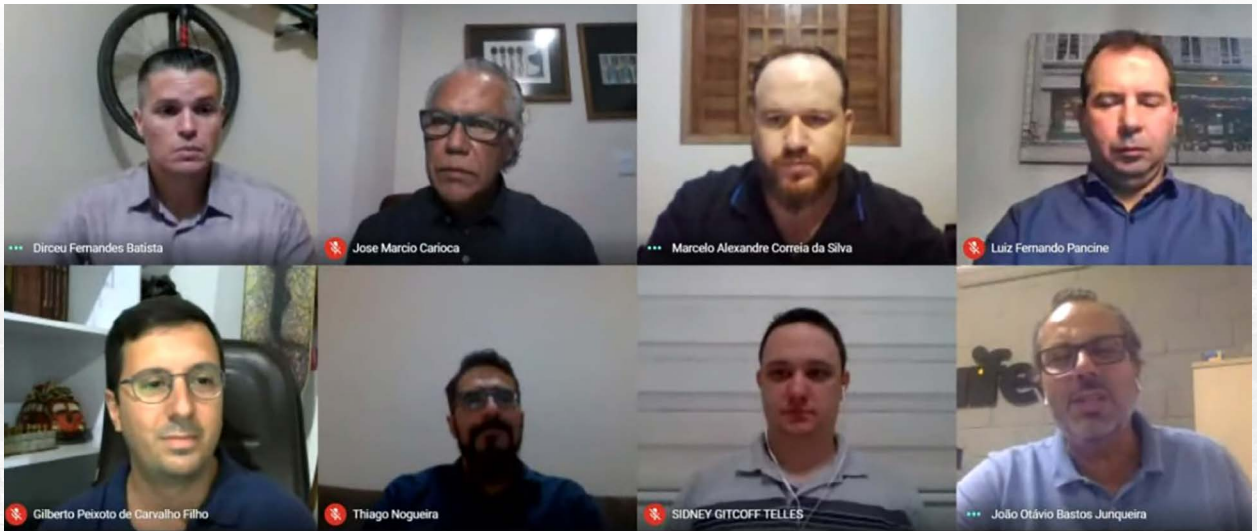 Dirceu Fernandes Batista
Jose Marcio Carioca
Marcelo Alexandre Correia da Silva
Luiz Fernando Pancine
Gilberto Peixoto de Carvalho Filho
Thiago Nogueira
SIDNEY GITCOFF TELLES
João Otávio Bastos Junqueira